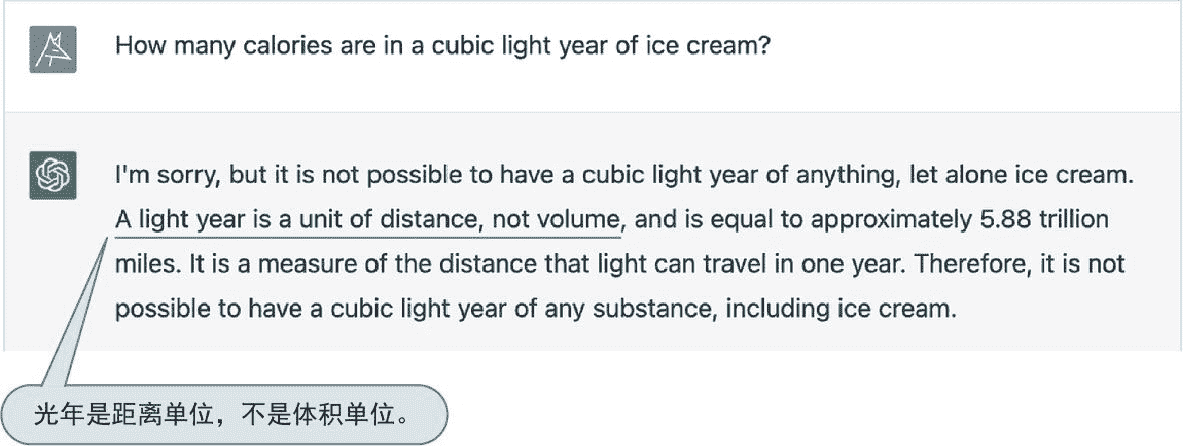 How many calories are in a cubic light year of ice cream?
I'm sorry, but it is not possible to have a cubic light year of anything, let alone ice cream.
A light year is a unit of distance, not volume, and is equal to approximately 5.88 trillion
miles. It is a measure of the distance that light can travel in one year. Therefore, it is not
possible to have a cubic light year of any substance, including ice cream.
光年是距离单位，不是体积单位。